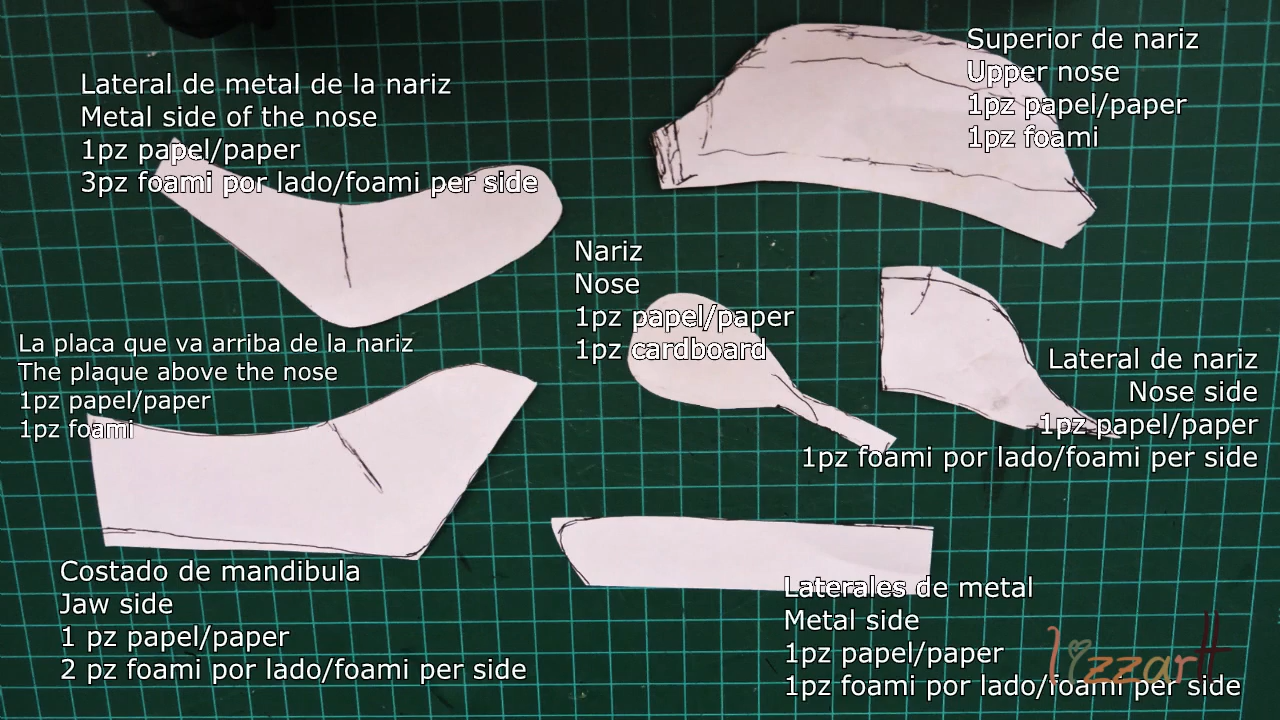 Lateral de metal de la nariz
Metal side of the nose
1pz papel/paper
3pz foami por lado/foami per side
Superior de nariz
Upper nose
1pz papel/paper
1pz foami
Nariz
Nose
1pz papel/paper
1pz cardboard
La placa que va arriba de la nariz
The plaque above the nose
1pz papel/paper
1pz foami
Lateral de nariz
Nose side
1pz papel/paper
1pz foami por lado/foami per side
Costado de mandibula
Jaw side
1 pz papel/paper
2 pz foami por lado/foami per side
Laterales de metal
Metal side
1pz papel/paper
1pz foami por lado/foami per side
lizzartt